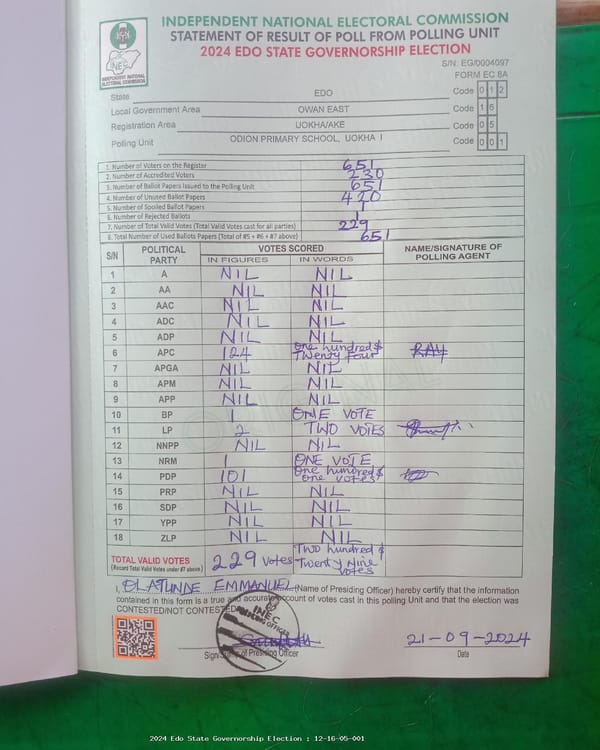 INDEPENDENT NATIONAL ELECTORAL COMMISSION
STATEMENT OF RESULT OF POLL FROM POLLING UNIT
2024 EDO STATE GOVERNORSHIP ELECTION
INEC
INDEPENDENT NATIONAL ELECTORAL COMMISSION
S/N: EG/0004097
FORM EC 8A
State EDO Code 0 1 2
Local Government Area OWAN EAST Code 1 6
Registration Area UOKHA/AKE Code 0 5
Polling Unit ODION PRIMARY SCHOOL, UOKHA I Code 0 0 1
1. Number of Voters on the Register 651
2. Number of Accredited Voters 230
3. Number of Ballot Papers Issued to the Polling Unit 651
4. Number of Unused Ballot Papers 420
5. Number of Spoiled Ballot Papers 1
6. Number of Rejected Ballots 1
7. Number of Total Valid Votes (Total Valid Votes cast for all parties) 229
8. Total Number of Used Ballots Papers (Total of #5 + #6 + #7 above) 651
S/N POLITICAL PARTY VOTES SCORED NAME/SIGNATURE OF POLLING AGENT
IN FIGURES IN WORDS
1 A NIL NIL
2 AA NIL NIL
3 AAC NIL NIL
4 ADC NIL NIL
5 ADP NIL NIL
6 APC 124 One hundred & Twenty Four RAY
7 APGA NIL NIL
8 APM NIL NIL
9 APP NIL NIL
10 BP 1 ONE VOTE
11 LP 2 TWO VOTES
12 NNPP NIL NIL
13 NRM 1 ONE VOTE
14 PDP 101 One hundred & One votes
15 PRP NIL NIL
16 SDP NIL NIL
17 YPP NIL NIL
18 ZLP NIL NIL
TOTAL VALID VOTES 229 Votes Two hundred & Twenty Nine Votes
(Record Total Valid Votes under #7 above)
I, OLATUNDE EMMANUEL (Name of Presiding Officer) hereby certify that the information
contained in this form is a true and accurate account of votes cast in this polling Unit and that the election was
CONTESTED/NOT CONTESTED
INEC
PRESIDING OFFICER
21-09-2024
Signature of Presiding Officer Date
2024 Edo State Governorship Election : 12-16-05-001